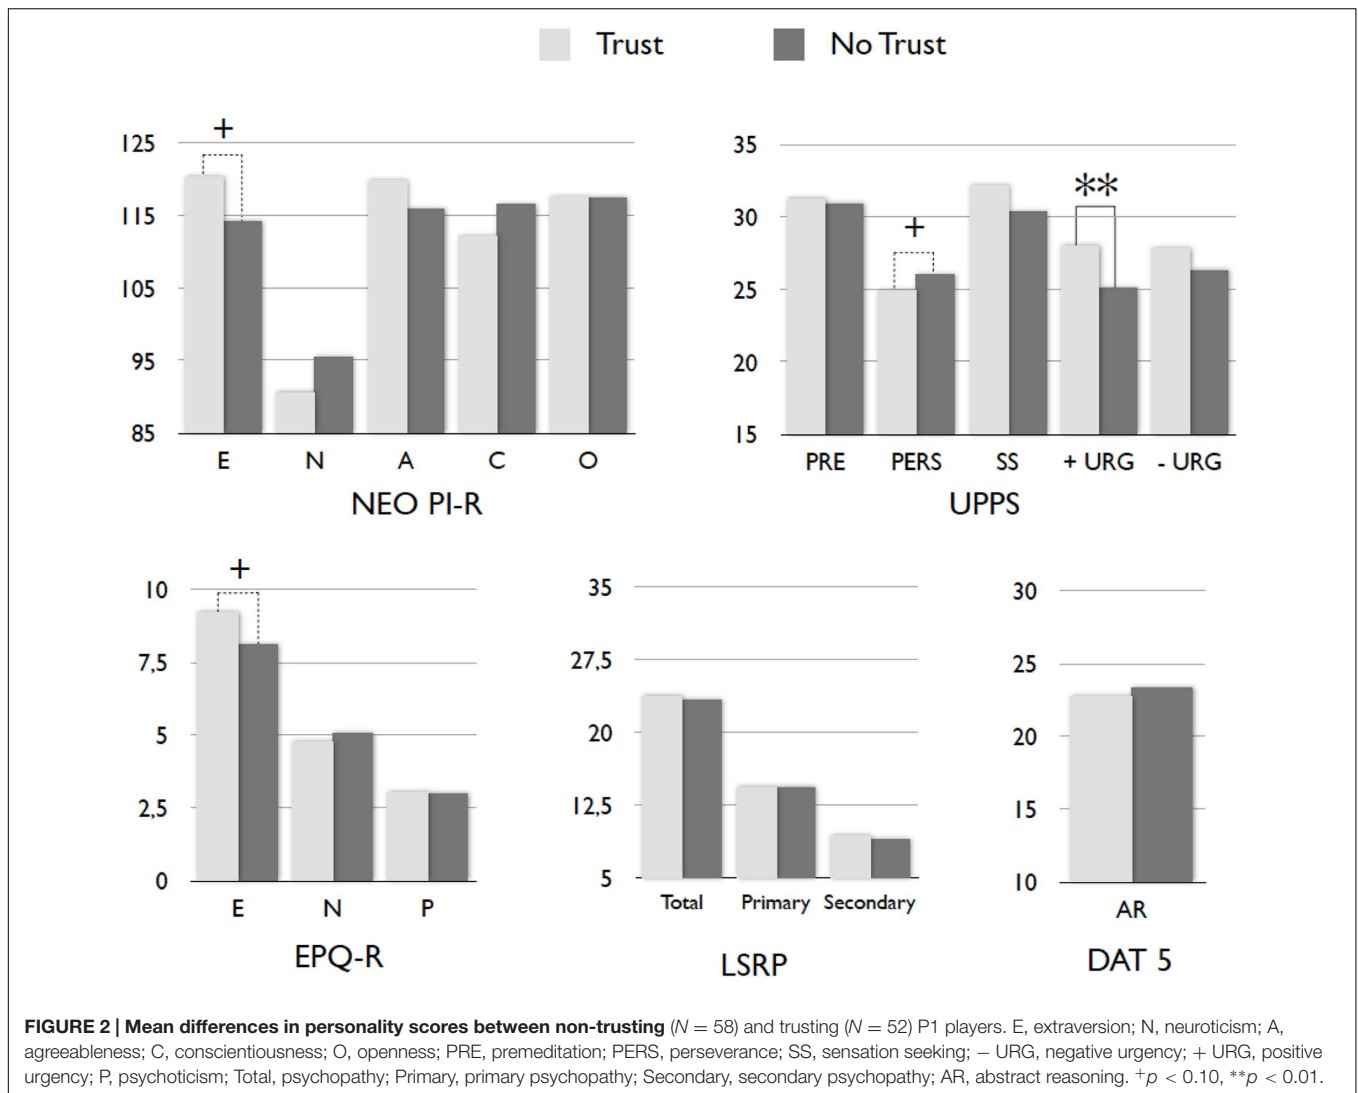 Trust No Trust
+
125
115
105
95
85
E N A C O
NEO PI-R
35
30
25
20
15
+
**
PRE PERS SS + URG - URG
UPPS
+
10
7,5
5
2,5
0
E N P
EPQ-R
35
27,5
20
12,5
5
Total Primary Secondary
LSRP
30
25
20
15
10
AR
DAT 5
FIGURE 2 | Mean differences in personality scores between non-trusting (N = 58) and trusting (N = 52) P1 players. E, extraversion; N, neuroticism; A,
agreeableness; C, conscientiousness; O, openness; PRE, premeditation; PERS, perseverance; SS, sensation seeking; − URG, negative urgency; + URG, positive
urgency; P, psychoticism; Total, psychopathy; Primary, primary psychopathy; Secondary, secondary psychopathy; AR, abstract reasoning. +p < 0.10, **p < 0.01.